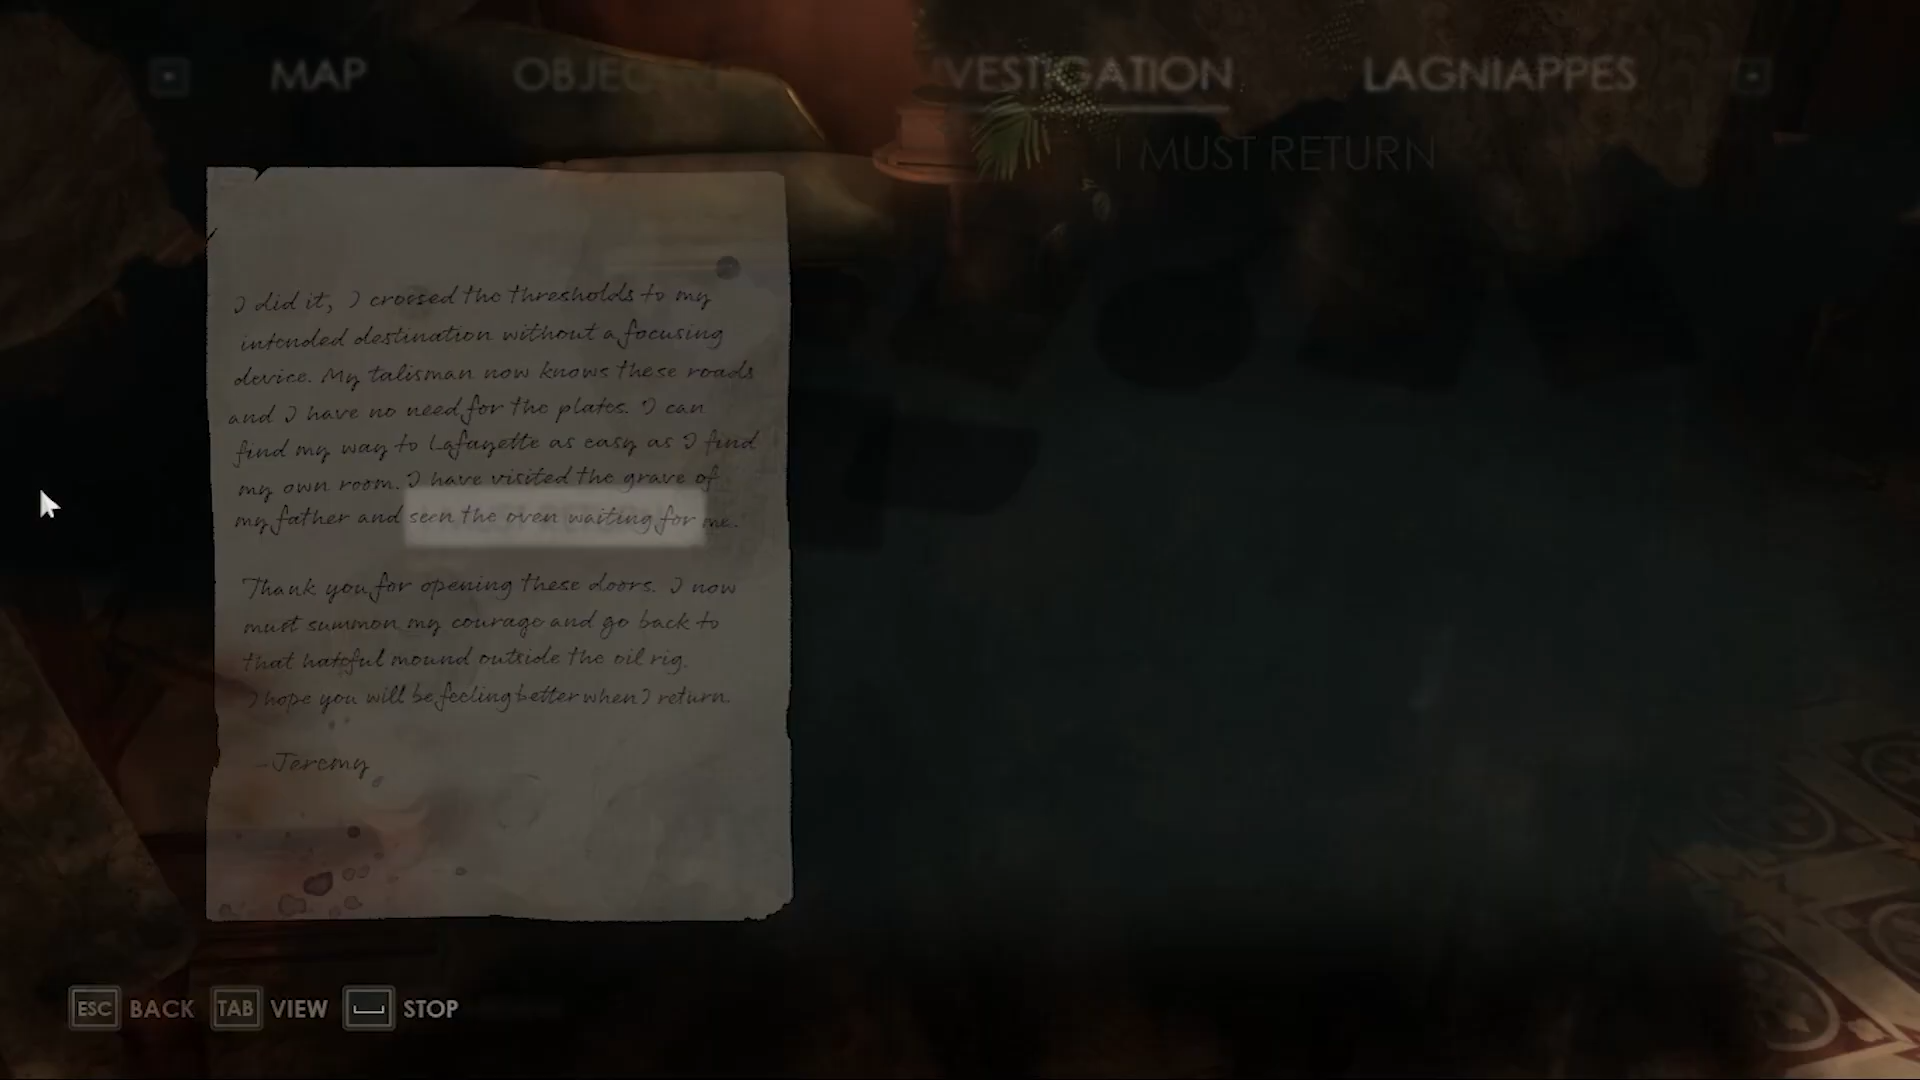 MAP
OBJEC
VESTIGATION
LAGNIAPPES
I MUST RETURN
I did it, I crossed the thresholds to my
intended destination without a focusing
device. My talisman now knows these roads
and I have no need for the plates. I can
find my way to Lafayette as easy as I find
my own room. I have visited the grave of
my father and seen the oven waiting for me.
Thank you for opening these doors. I now
must summon my courage and go back to
that hateful mound outside the oil rig.
I hope you will be feeling better when I return.
-Jeremy
ESC BACK TAB VIEW STOP